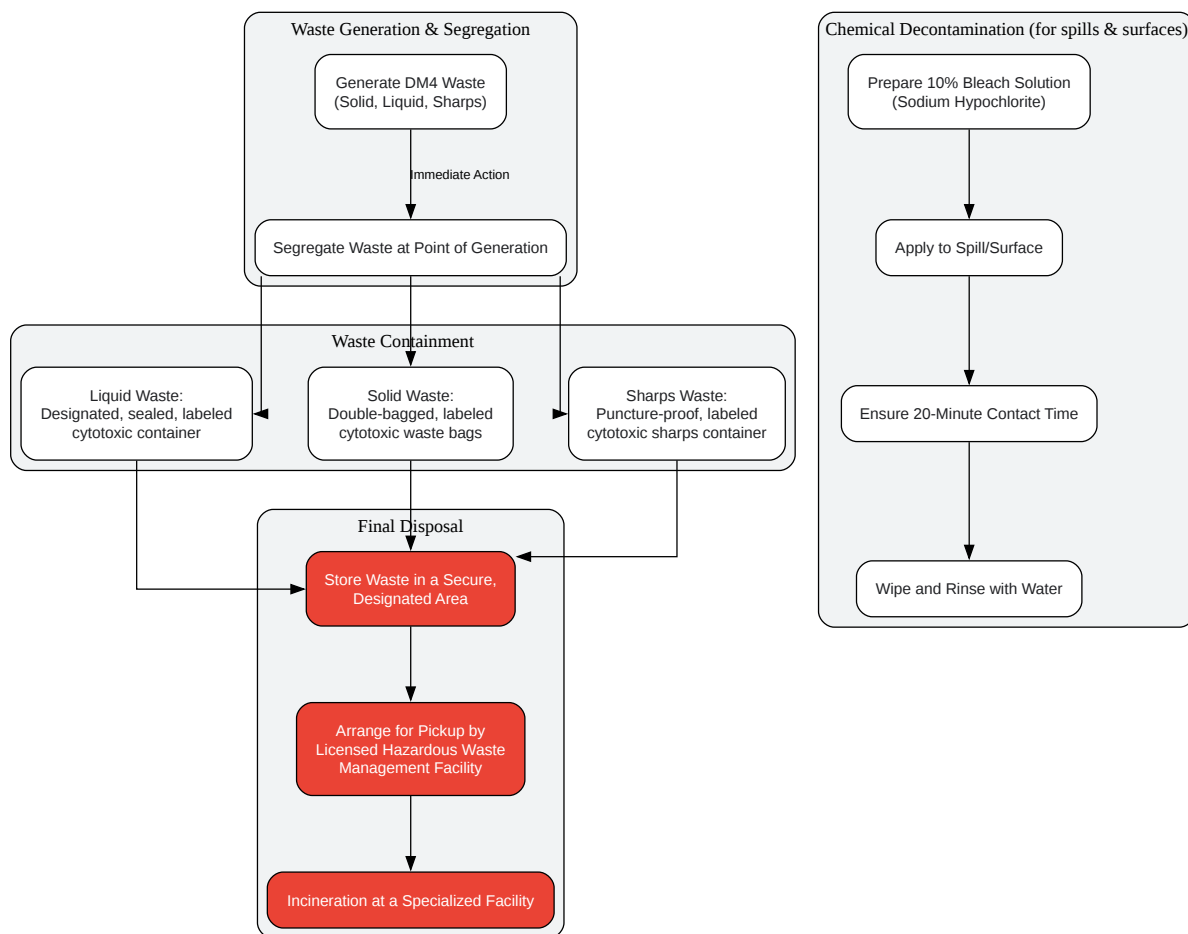 Waste Generation & Segregation
Generate DM4 Waste
(Solid, Liquid, Sharps)
Immediate Action
Segregate Waste at Point of Generation
Waste Containment
Liquid Waste:
Designated, sealed, labeled
cytotoxic container
Solid Waste:
Double-bagged, labeled
cytotoxic waste bags
Sharps Waste:
Puncture-proof, labeled
cytotoxic sharps container
Final Disposal
Store Waste in a Secure,
Designated Area
Arrange for Pickup by
Licensed Hazardous Waste
Management Facility
Incineration at a Specialized Facility
Chemical Decontamination (for spills & surfaces)
Prepare 10% Bleach Solution
(Sodium Hypochlorite)
Apply to Spill/Surface
Ensure 20-Minute Contact Time
Wipe and Rinse with Water